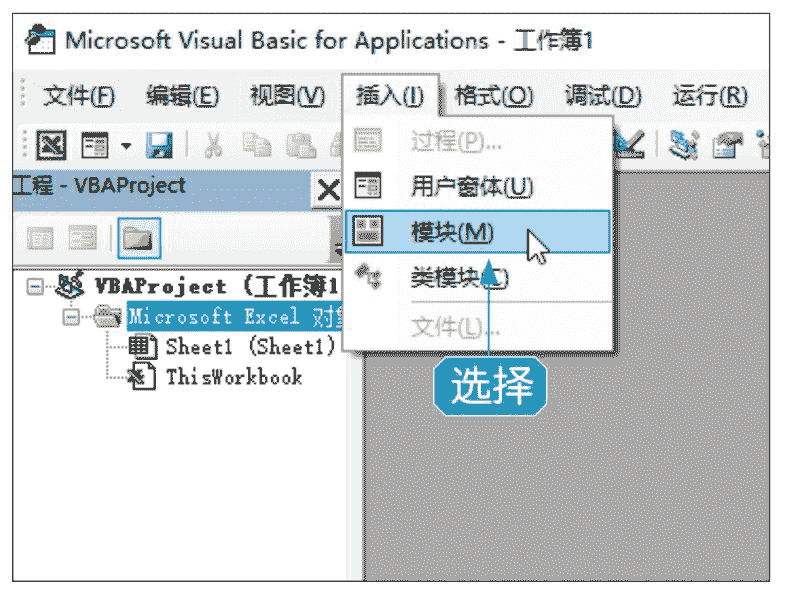 Microsoft Visual Basic for Applications - 工作簿1
文件(F) 编辑(E) 视图(V) 插入(I) 格式(O) 调试(D) 运行(R)
过程(P)...
工程 - VBAProject
用户窗体(U)
模块(M)
类模块(C)
VBAProject (工作簿1
Microsoft Excel 对
文件(L)...
Sheet1 (Sheet1)
ThisWorkbook
选择